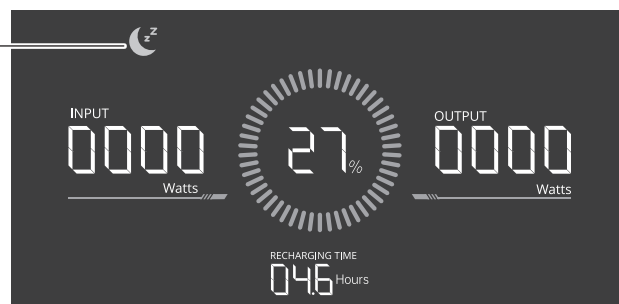 z
z
INPUT
0000
Watts
27%
OUTPUT
0000
Watts
RECHARGING TIME
04.6 Hours